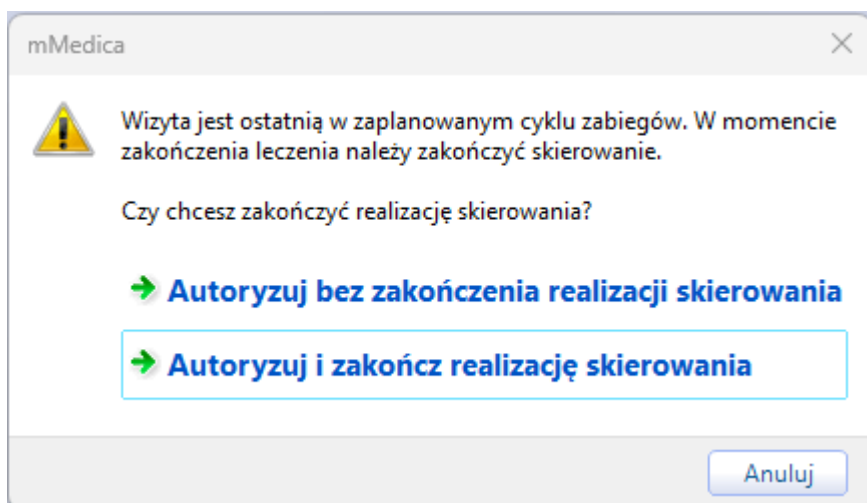 mMedica
Wizyta jest ostatnią w zaplanowanym cyklu zabiegów. W momencie
zakończenia leczenia należy zakończyć skierowanie.
Czy chcesz zakończyć realizację skierowania?
Autoryzuj bez zakończenia realizacji skierowania
Autoryzuj i zakończ realizację skierowania
Anuluj